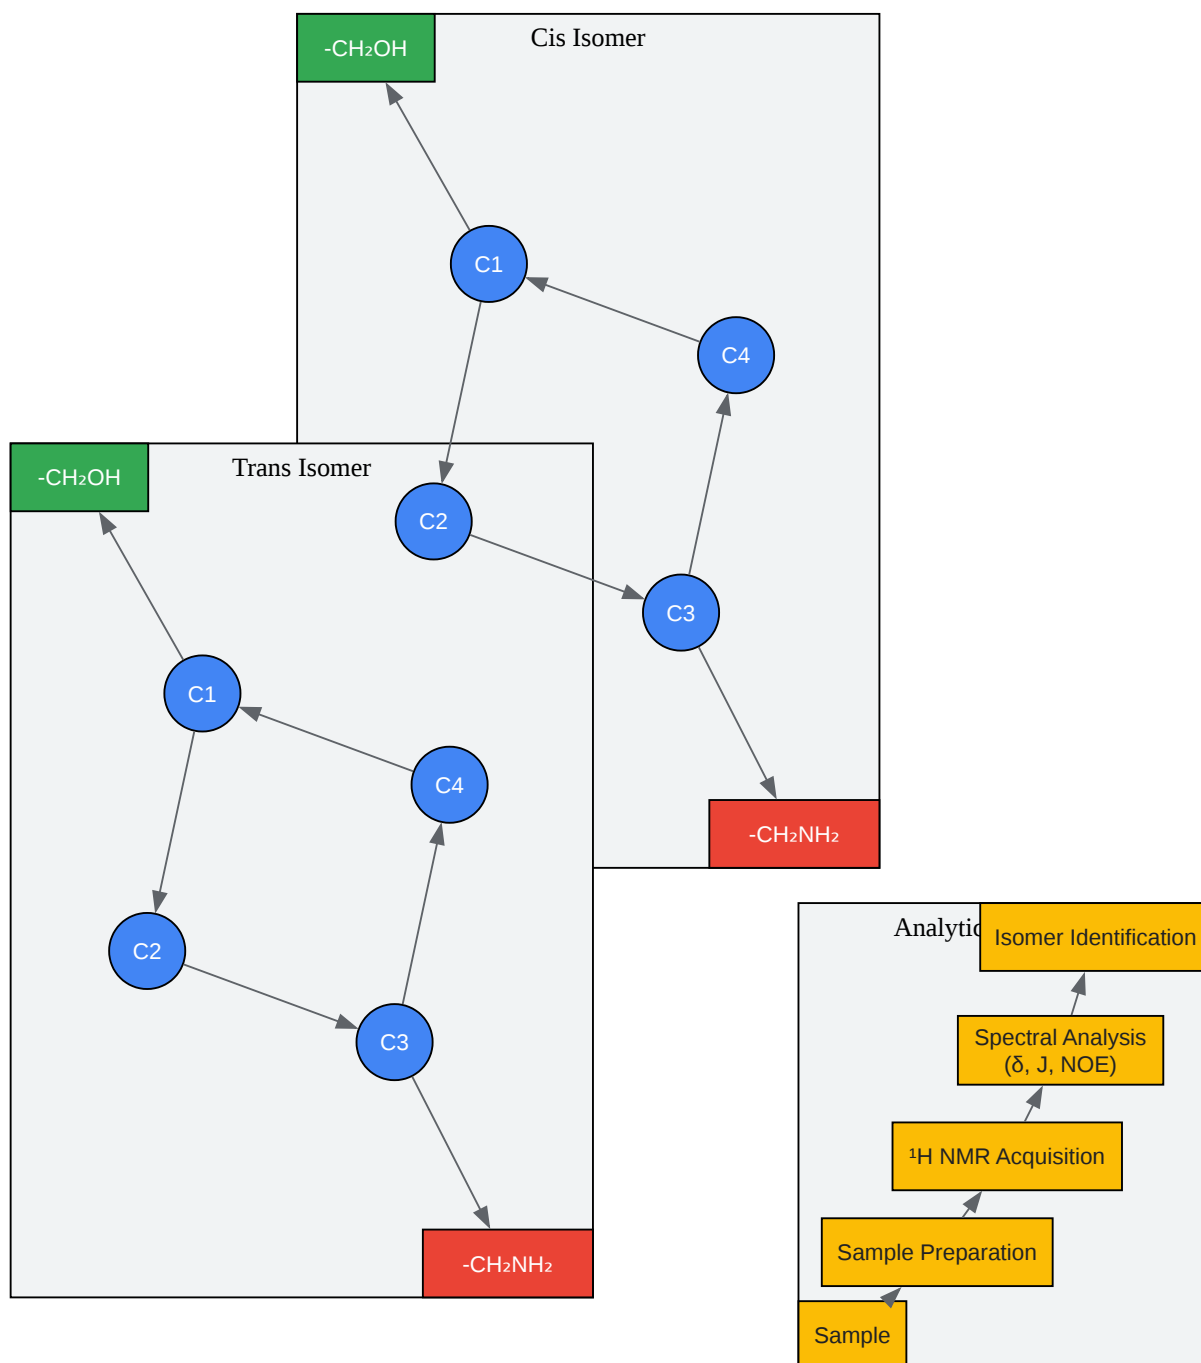 -CH₂OH
Cis Isomer
C1
C4
C2
C3
-CH₂NH₂
-CH₂OH
Trans Isomer
C1
C4
C2
C3
-CH₂NH₂
Isomer Identification
Spectral Analysis
(δ, J, NOE)
¹H NMR Acquisition
Sample Preparation
Sample